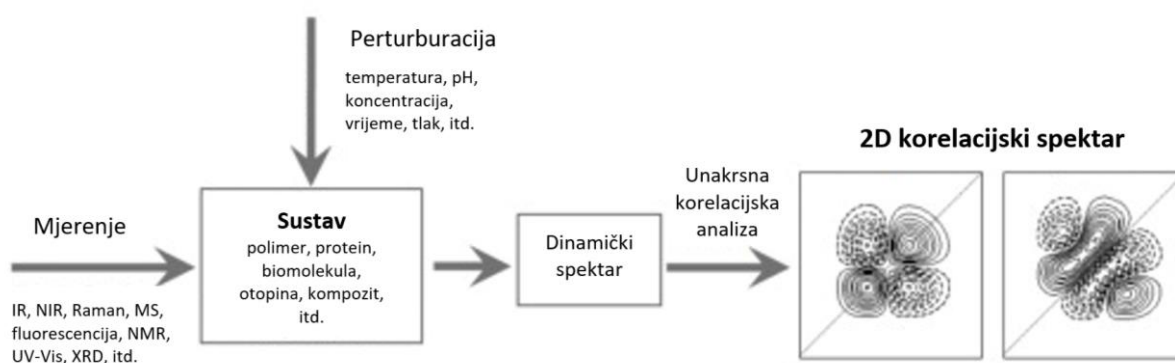 Perturburacija
temperatura, pH,
koncentracija,
vrijeme, tlak, itd.
Mjerenje
IR, NIR, Raman, MS,
fluorescencija, NMR,
UV-Vis, XRD, itd.
Sustav
polimer, protein,
biomolekula,
otopina, kompozit,
itd.
Dinamički
spektar
Unakrsna
korelacijska
analiza
2D korelacijski spektar